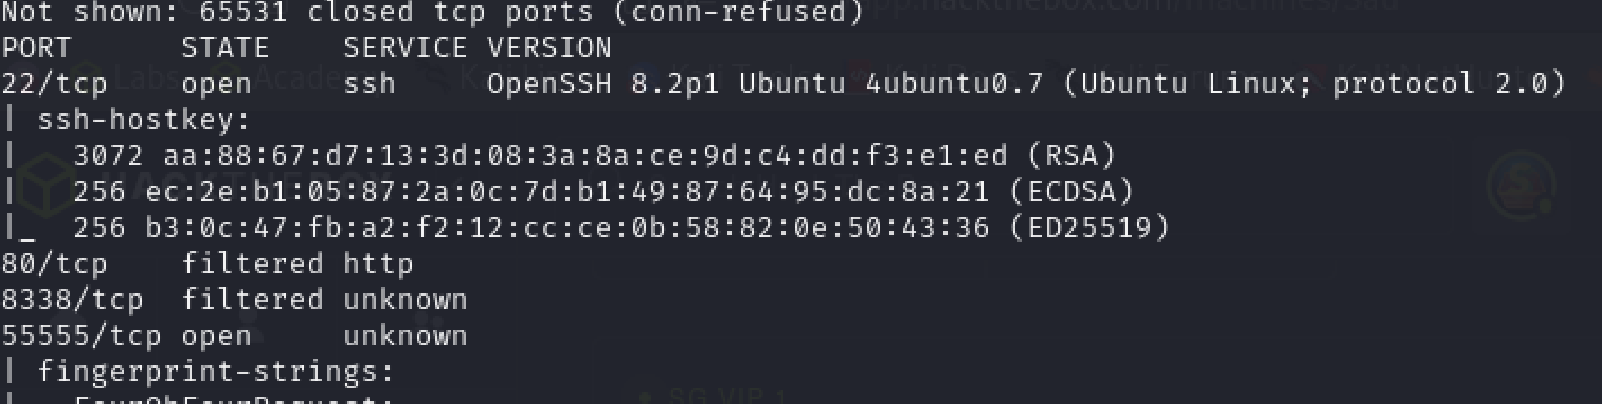 Not shown: 65531 closed tcp ports (conn-refused)
PORT      STATE    SERVICE VERSION
22/tcp    open     ssh     OpenSSH 8.2p1 Ubuntu 4ubuntu0.7 (Ubuntu Linux; protocol 2.0)
| ssh-hostkey:
|   3072 aa:88:67:d7:13:3d:08:3a:8a:ce:9d:c4:dd:f3:e1:ed (RSA)
|   256 ec:2e:b1:05:87:2a:0c:7d:b1:49:87:64:95:dc:8a:21 (ECDSA)
|_  256 b3:0c:47:fb:a2:f2:12:cc:ce:0b:58:82:0e:50:43:36 (ED25519)
80/tcp    filtered http
8338/tcp  filtered unknown
55555/tcp open     unknown
| fingerprint-strings:
|   FourOhFourRequest:
SG VIP 1